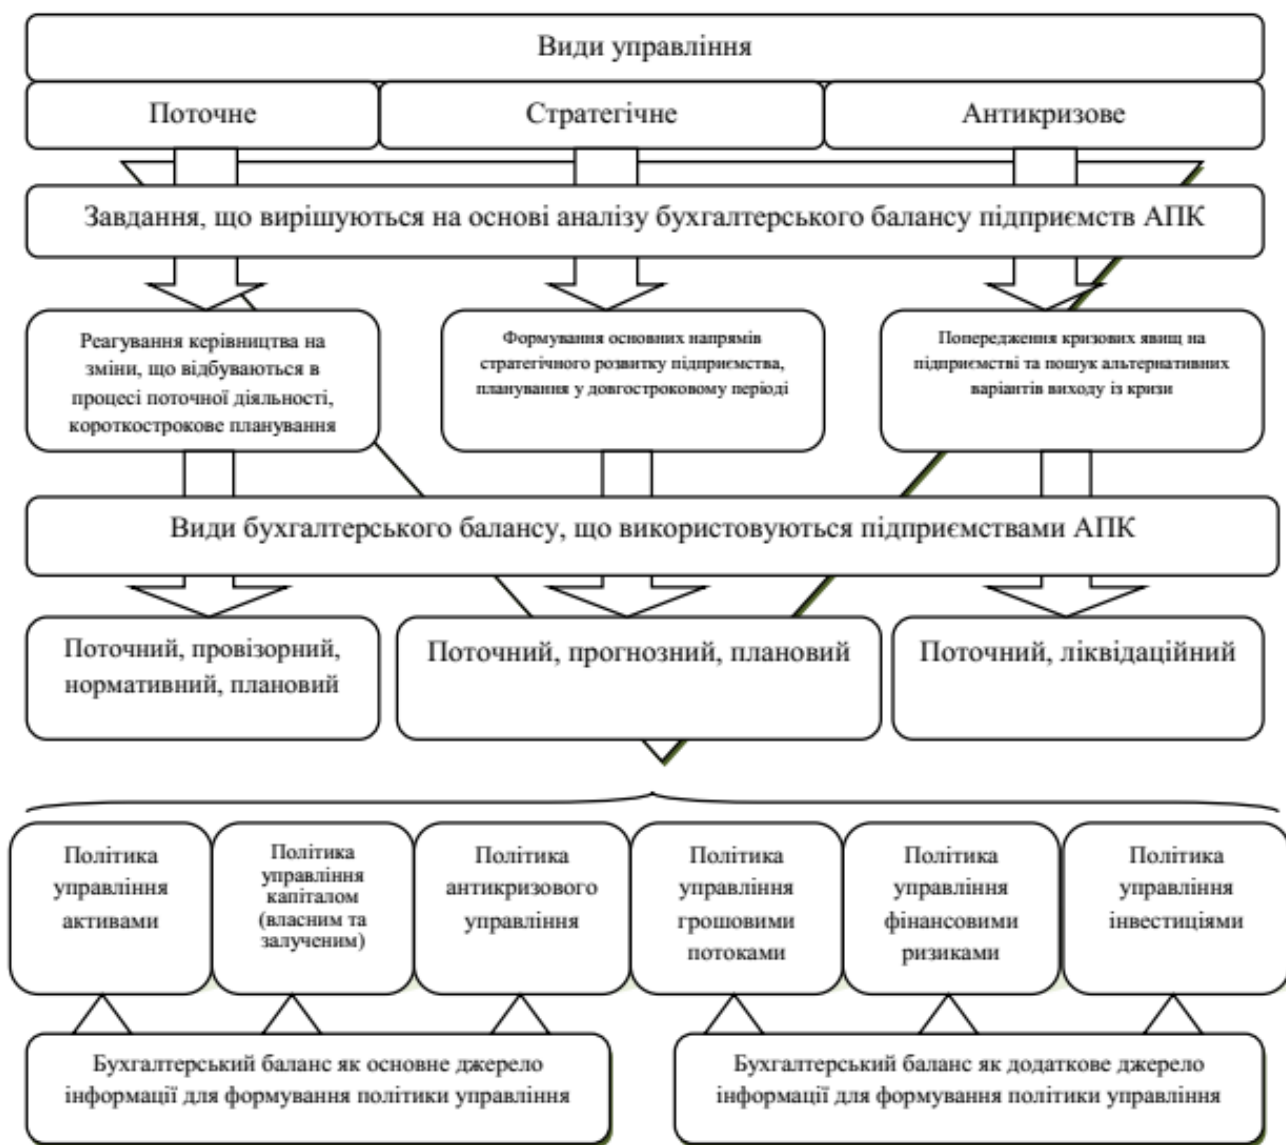 Види управління
Поточне
Стратегічне
Антикризове
Завдання, що вирішуються на основі аналізу бухгалтерського балансу підприємств АПК
Реагування керівництва на
зміни, що відбуваються в
процесі поточної діяльності,
короткострокове планування
Формування основних напрямів
стратегічного розвитку підприємства,
планування у довгостроковому періоді
Попередження кризових явищ на
підприємстві та пошук альтернативних
варіантів виходу із кризи
Види бухгалтерського балансу, що використовуються підприємствами АПК
Поточний, провізорний,
нормативний, плановий
Поточний, прогнозний, плановий
Поточний, ліквідаційний
Політика
управління
активами
Політика
управління
капіталом
(власним та
залученим)
Політика
антикризового
управління
Політика
управління
грошовими
потоками
Політика
управління
фінансовими
ризиками
Політика
управління
інвестиціями
Бухгалтерський баланс як основне джерело
інформації для формування політики управління
Бухгалтерський баланс як додаткове джерело
інформації для формування політики управління